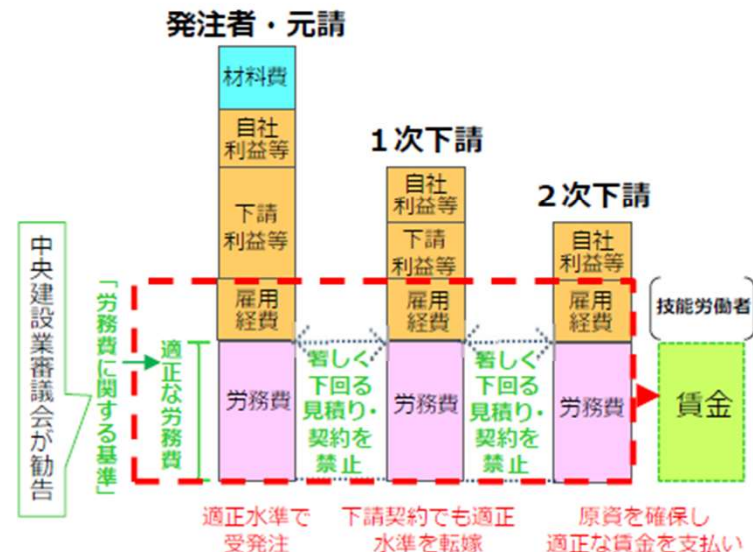 発注者・元請
材料費
自社
利益等
下請
利益等
雇用
経費
労務費
1次下請
自社
利益等
下請
利益等
雇用
経費
労務費
2次下請
自社
利益等
雇用
経費
労務費
(技能労働者)
賃金
中央建設業審議会が勧告
「労務費に関する基準」
適正な労務費
著しく
下回る
見積り・
契約を
禁止
著しく
下回る
見積り・
契約を
禁止
適正水準で
受発注
下請契約でも適正
水準を転嫁
原資を確保し
適正な賃金を支払い